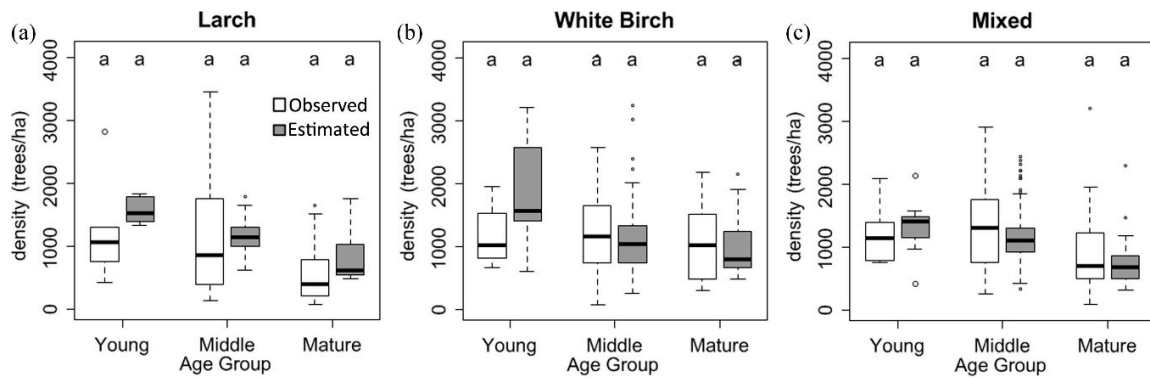 (a)
Larch
density (trees/ha)
0 1000 2000 3000 4000
a a a a a a
Observed
Estimated
Young Middle Mature
Age Group
(b)
White Birch
density (trees/ha)
0 1000 2000 3000 4000
a a a a a a
Young Middle Mature
Age Group
(c)
Mixed
density (trees/ha)
0 1000 2000 3000 4000
a a a a a a
Young Middle Mature
Age Group